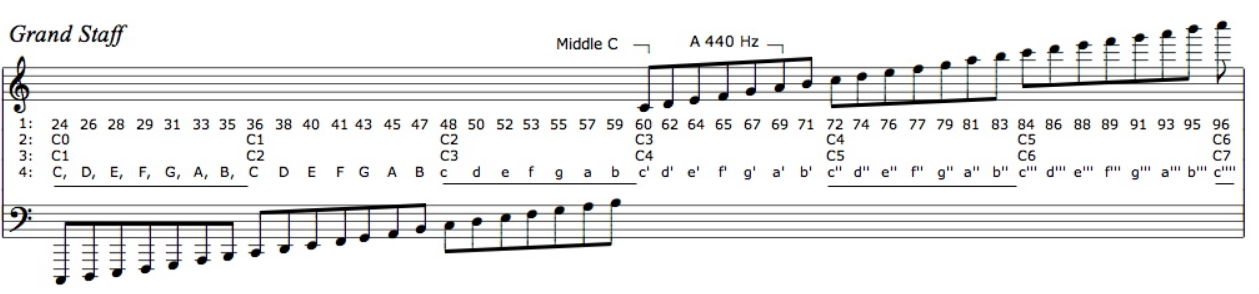 Grand Staff
Middle C A 440 Hz
1: 24 26 28 29 31 33 35 36 38 40 41 43 45 47 48 50 52 53 55 57 59 60 62 64 65 67 69 71 72 74 76 77 79 81 83 84 86 88 89 91 93 95 96
2: C0 C1 C2 C3 C4 C5 C6
3: C1 C2 C3 C4 C5 C6 C7
4: C, D, E, F, G, A, B, C D E F G A B c d e f g a b c' d' e' f' g' a' b' c'' d'' e'' f'' g'' a'' b'' c''' d''' e''' f''' g''' a''' b''' c''''